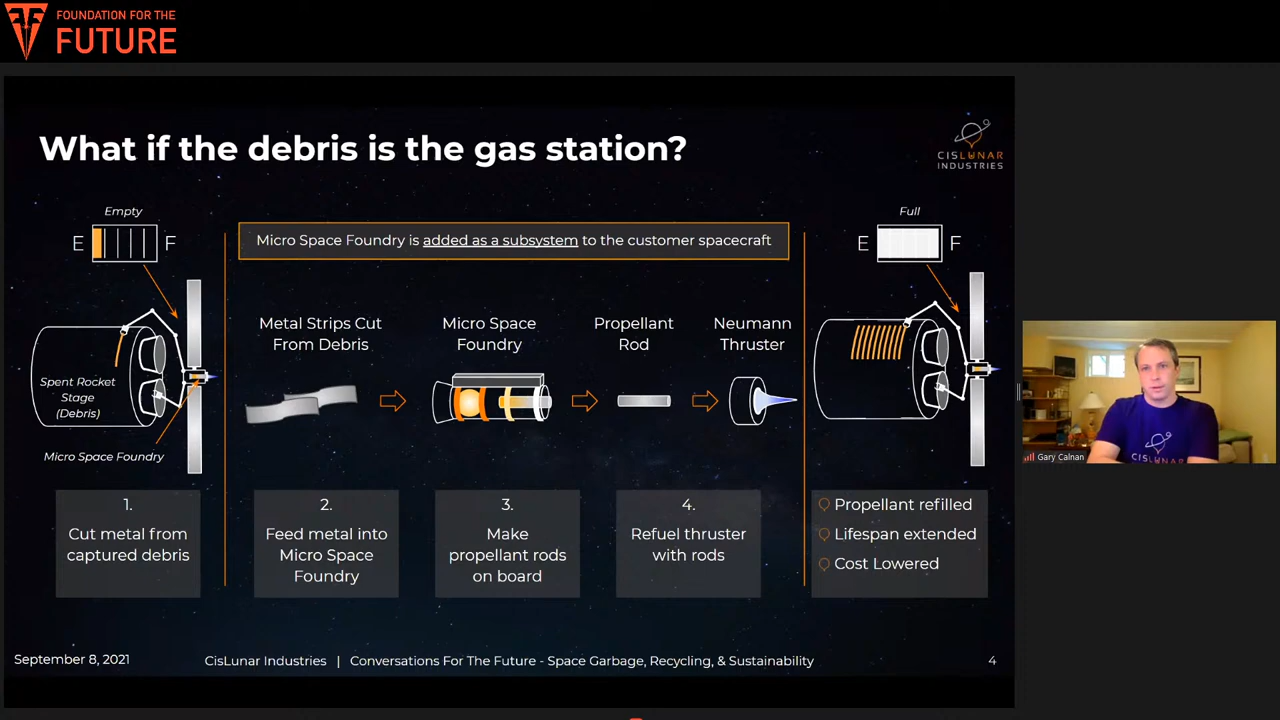 FOUNDATION FOR THE
FUTURE
What if the debris is the gas station?
CISLUNAR
INDUSTRIES
Empty
E F
Spent Rocket
Stage
(Debris)
Micro Space Foundry
Micro Space Foundry is added as a subsystem to the customer spacecraft
Metal Strips Cut
From Debris
Micro Space
Foundry
Propellant
Rod
Neumann
Thruster
Full
E F
1.
Cut metal from
captured debris
2.
Feed metal into
Micro Space
Foundry
3.
Make
propellant rods
on board
4.
Refuel thruster
with rods
Propellant refilled
Lifespan extended
Cost Lowered
September 8, 2021
CisLunar Industries | Conversations For The Future - Space Garbage, Recycling, & Sustainability
4
CISLUN
Gary Calnan